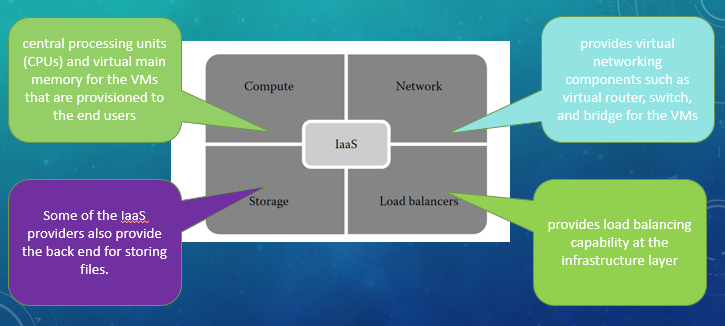 central processing units
(CPUs) and virtual main
memory for the VMs
that are provisioned to
the end users
provides virtual
networking
components such as
virtual router, switch,
and bridge for the VMs
Compute
Network
IaaS
Storage
Load balancers
Some of the IaaS
providers also provide
the back end for storing
files.
provides load balancing
capability at the
infrastructure layer